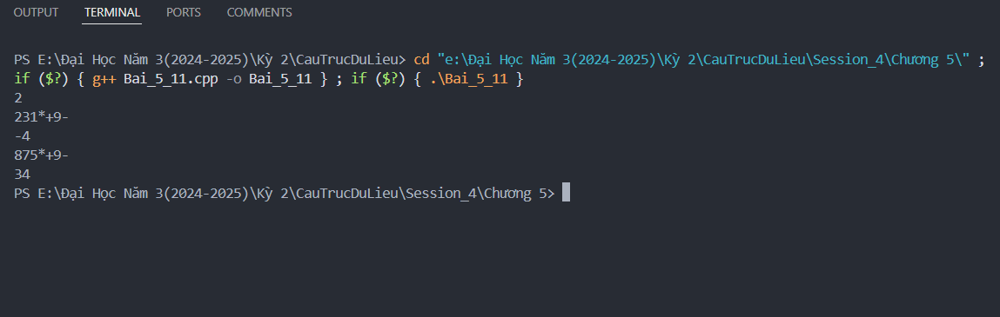 OUTPUT TERMINAL PORTS COMMENTS
PS E:\Đại Học Năm 3(2024-2025)\Kỳ 2\CauTrucDuLieu> cd "e:\Đại Học Năm 3(2024-2025)\Kỳ 2\CauTrucDuLieu\Session_4\Chương 5\" ;
if ($?) { g++ Bai_5_11.cpp -o Bai_5_11 } ; if ($?) { .\Bai_5_11 }
2
231*+9-
-4
875*+9-
34
PS E:\Đại Học Năm 3(2024-2025)\Kỳ 2\CauTrucDuLieu\Session_4\Chương 5>